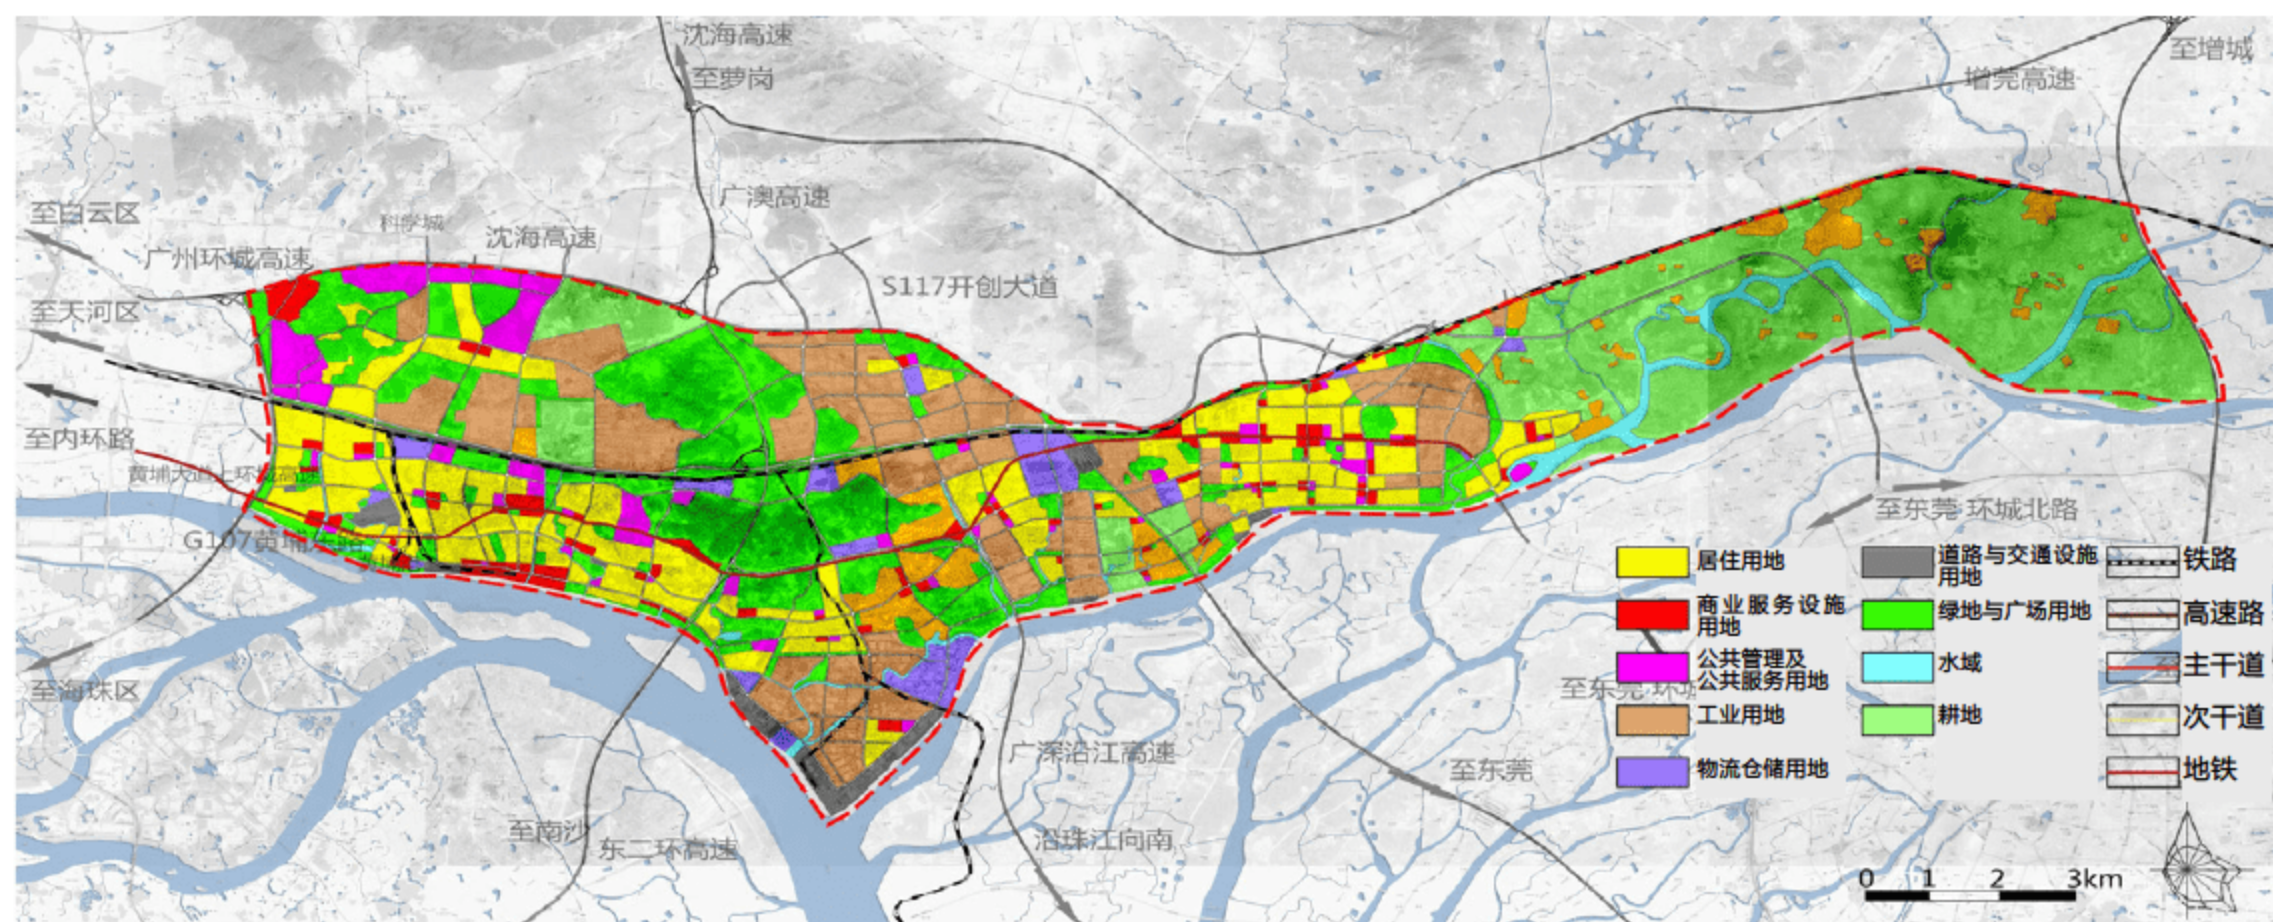 沈海高速
至增城
至萝岗
增莞高速
广澳高速
至白云区
科学城
沈海高速
广州环城高速
S117开创大道
至天河区
至内环路
黄埔大道上环城高速
至东莞 环城北路
G107黄埔东路
居住用地
道路与交通设施
用地
铁路
商业服务设施
用地
绿地与广场用地
高速路
公共管理及
公共服务用地
水域
主干道
至东莞 环城
至海珠区
工业用地
耕地
次干道
广深沿江高速
至东莞
物流仓储用地
地铁
至南沙
东二环高速
沿珠江向南
0 1 2 3km